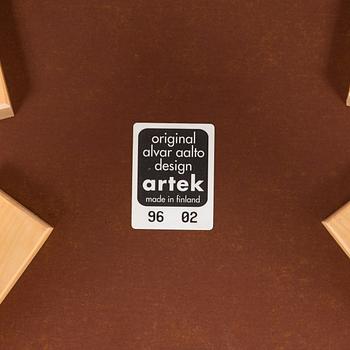 original
alvar aalto
design
artek
made in finland
96 02